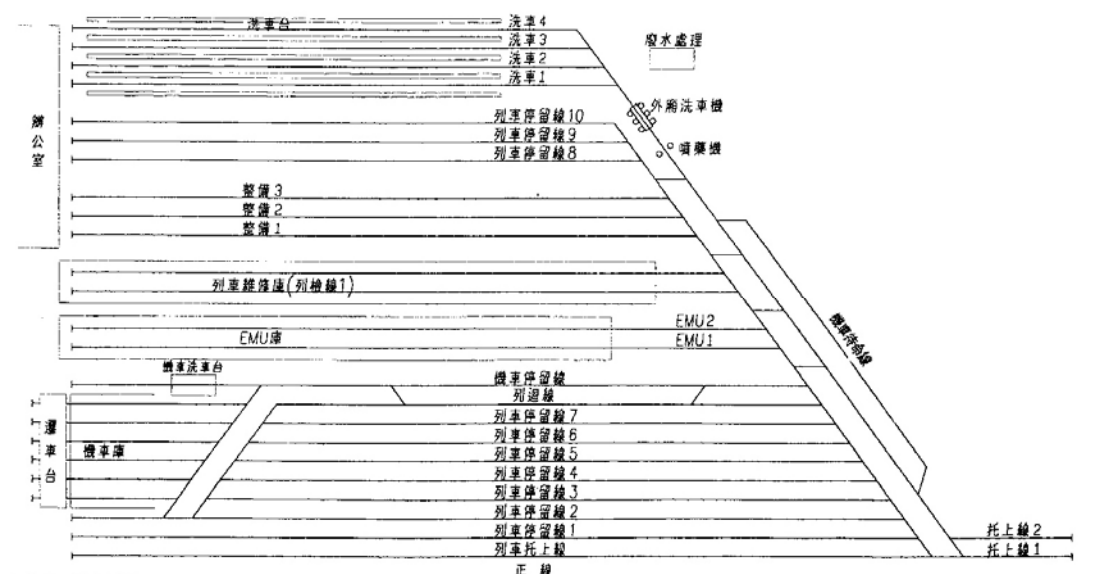 洗車台
洗車4
洗車3
洗車2
洗車1
廢水處理
外廂洗車機
噴藥機
辦公室
列車停留線10
列車停留線9
列車停留線8
整備3
整備2
整備1
列車維修庫(列檢線1)
EMU2
EMU庫
EMU1
機車待命線
機車洗車台
機車停留線
列迴線
列車停留線7
列車停留線6
列車停留線5
列車停留線4
列車停留線3
列車停留線2
列車停留線1
列車托上線
正線
遷車台
機車庫
托上線2
托上線1